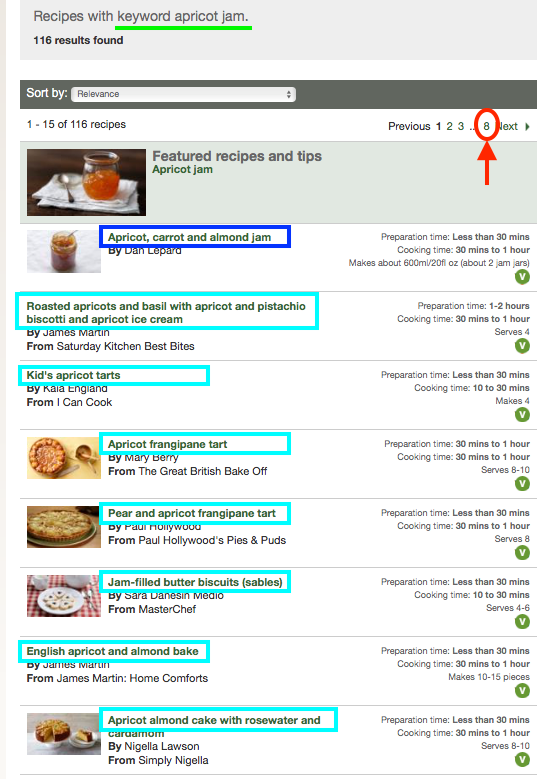 Recipes with keyword apricot jam.
116 results found
Sort by: Relevance
1 - 15 of 116 recipes
Previous 1 2 3 ... 8 Next
Featured recipes and tips
Apricot jam
Apricot, carrot and almond jam
By Dan Lepard
Preparation time: Less than 30 mins
Cooking time: 30 mins to 1 hour
Makes about 600ml/20fl oz (about 2 jam jars)
V
Roasted apricots and basil with apricot and pistachio
biscotti and apricot ice cream
By James Martin
From Saturday Kitchen Best Bites
Preparation time: 1-2 hours
Cooking time: 30 mins to 1 hour
Serves 4
V
Kid's apricot tarts
By Kala England
From I Can Cook
Preparation time: Less than 30 mins
Cooking time: 10 to 30 mins
Makes 4
V
Apricot frangipane tart
By Mary Berry
From The Great British Bake Off
Preparation time: Less than 30 mins
Cooking time: 30 mins to 1 hour
Serves 8-10
V
Pear and apricot frangipane tart
By Paul Hollywood
From Paul Hollywood's Pies & Puds
Preparation time: Less than 30 mins
Cooking time: 30 mins to 1 hour
Serves 8
V
Jam-filled butter biscuits (sables)
By Sara Danesin Medio
From MasterChef
Preparation time: Less than 30 mins
Cooking time: 10 to 30 mins
Serves 4-6
V
English apricot and almond bake
By James Martin
From James Martin: Home Comforts
Preparation time: Less than 30 mins
Cooking time: 30 mins to 1 hour
Makes 10-15 pieces
V
Apricot almond cake with rosewater and
cardamom
By Nigella Lawson
From Simply Nigella
Preparation time: Less than 30 mins
Cooking time: 30 mins to 1 hour
Serves 8-10
V